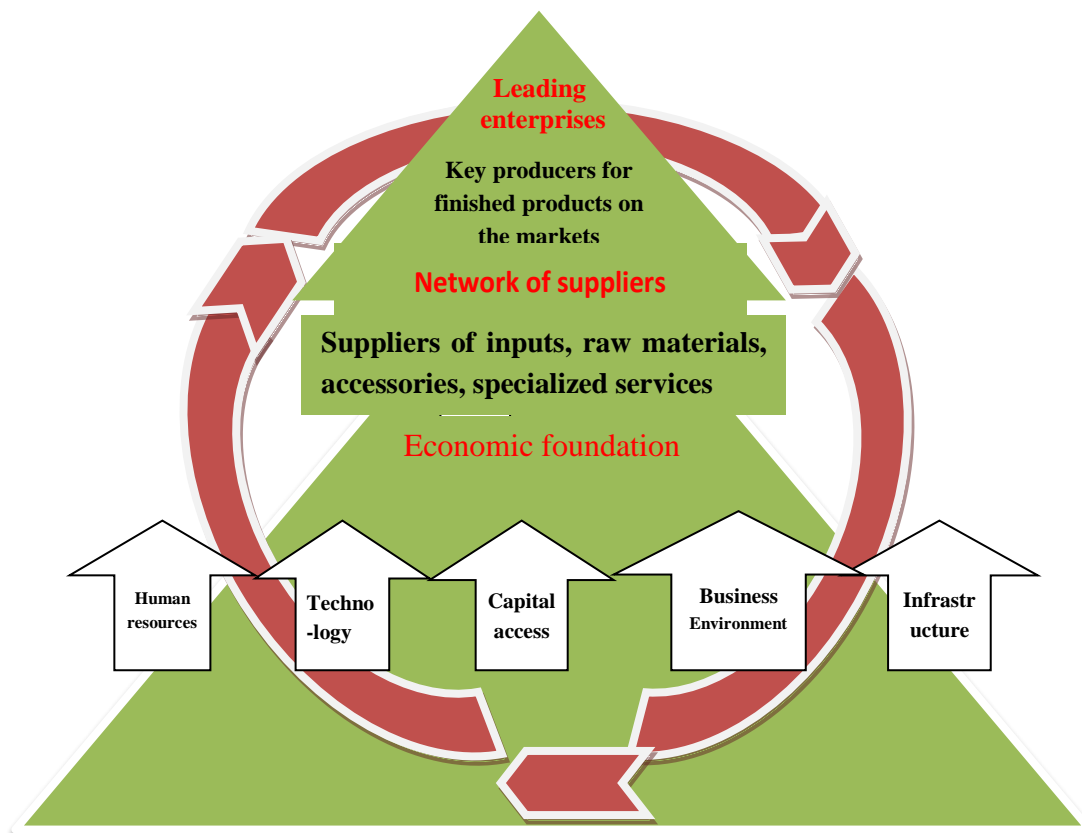 Leading
enterprises
Key producers for
finished products on
the markets
Network of suppliers
Suppliers of inputs, raw materials,
accessories, specialized services
Economic foundation
Human
resources
Techno
-logy
Capital
access
Business
Environment
Infrastr
ucture